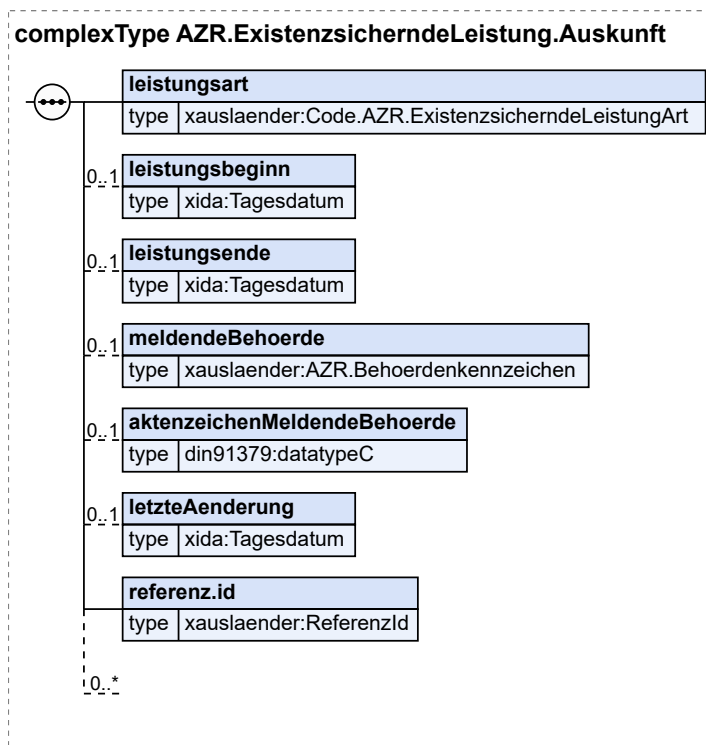 complexType AZR.ExistenzsicherndeLeistung.Auskunft
leistungsart
type xauslaender:Code.AZR.ExistenzsicherndeLeistungArt
0..1 leistungsbeginn
type xida:Tagesdatum
0..1 leistungsende
type xida:Tagesdatum
0..1 meldendeBehoerde
type xauslaender:AZR.Behoerdenkennzeichen
0..1 aktenzeichenMeldendeBehoerde
type din91379:datatypeC
0..1 letzteAenderung
type xida:Tagesdatum
referenz.id
type xauslaender:ReferenzId
0..*